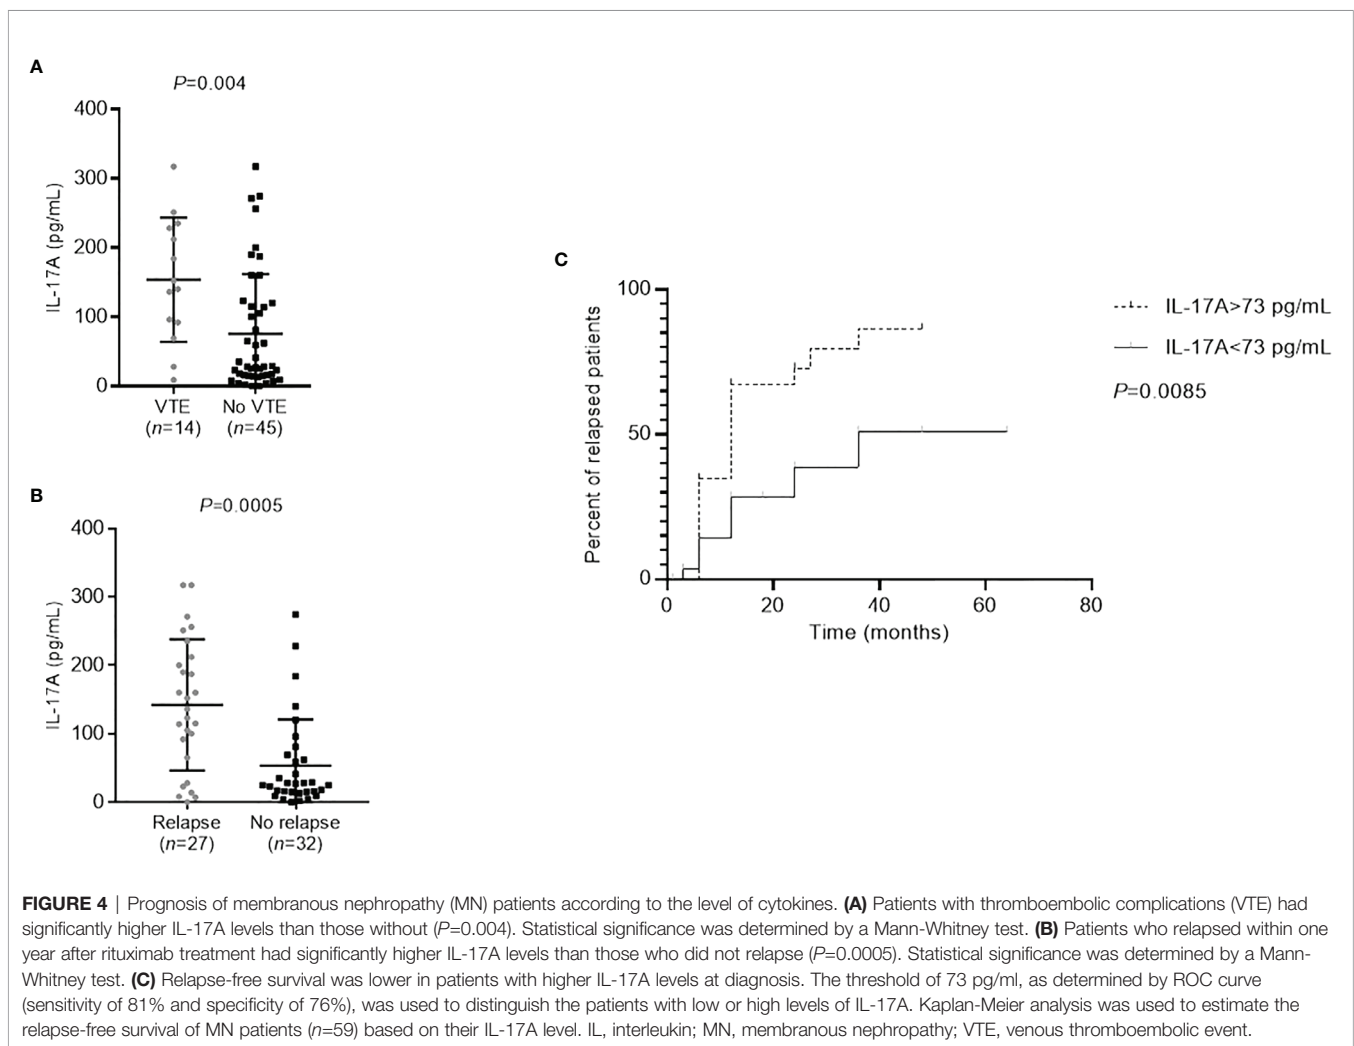 A
P=0.004
400
300
200
100
0
IL-17A (pg/mL)
VTE
(n=14)
No VTE
(n=45)
B
P=0.0005
400
300
200
100
0
IL-17A (pg/mL)
Relapse
(n=27)
No relapse
(n=32)
C
100
50
0
Percent of relapsed patients
0 20 40 60 80
Time (months)
IL-17A>73 pg/mL
IL-17A<73 pg/mL
P=0.0085
FIGURE 4 | Prognosis of membranous nephropathy (MN) patients according to the level of cytokines. (A) Patients with thromboembolic complications (VTE) had
significantly higher IL-17A levels than those without (P=0.004). Statistical significance was determined by a Mann-Whitney test. (B) Patients who relapsed within one
year after rituximab treatment had significantly higher IL-17A levels than those who did not relapse (P=0.0005). Statistical significance was determined by a Mann-
Whitney test. (C) Relapse-free survival was lower in patients with higher IL-17A levels at diagnosis. The threshold of 73 pg/ml, as determined by ROC curve
(sensitivity of 81% and specificity of 76%), was used to distinguish the patients with low or high levels of IL-17A. Kaplan-Meier analysis was used to estimate the
relapse-free survival of MN patients (n=59) based on their IL-17A level. IL, interleukin; MN, membranous nephropathy; VTE, venous thromboembolic event.